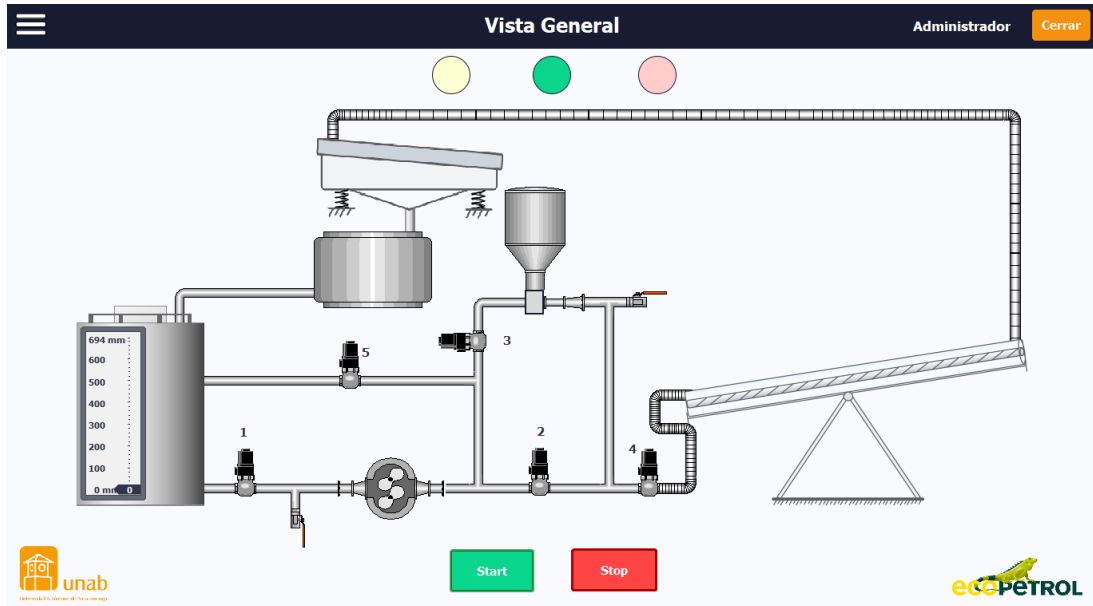 Vista General
Administrador
Cerrar
694 mm
600
500
400
300
200
100
0 mm
0
5
3
1
2
4
Start
Stop
unab
ecopetrol